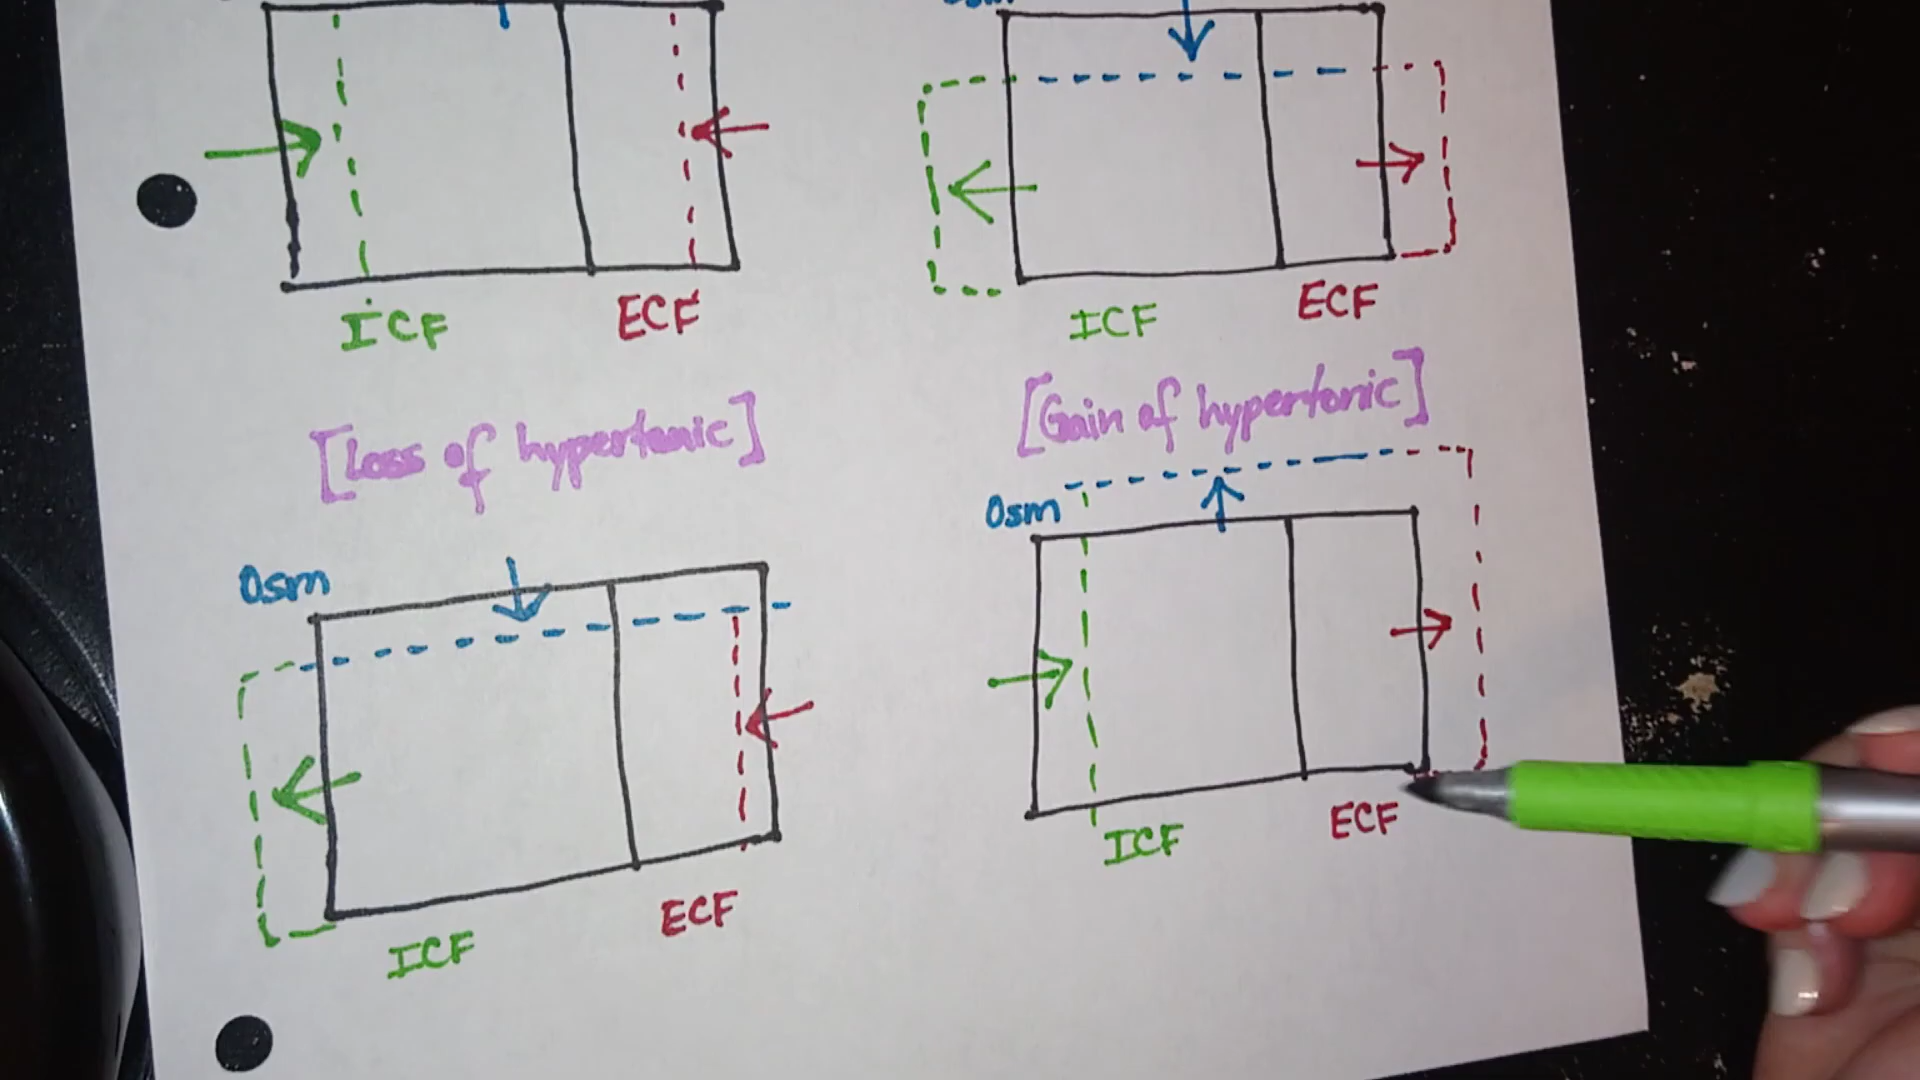 ICF ECF
ICF ECF
[Loss of hypertonic]
[Gain of hypertonic]
Osm
ICF ECF
Osm
ICF ECF